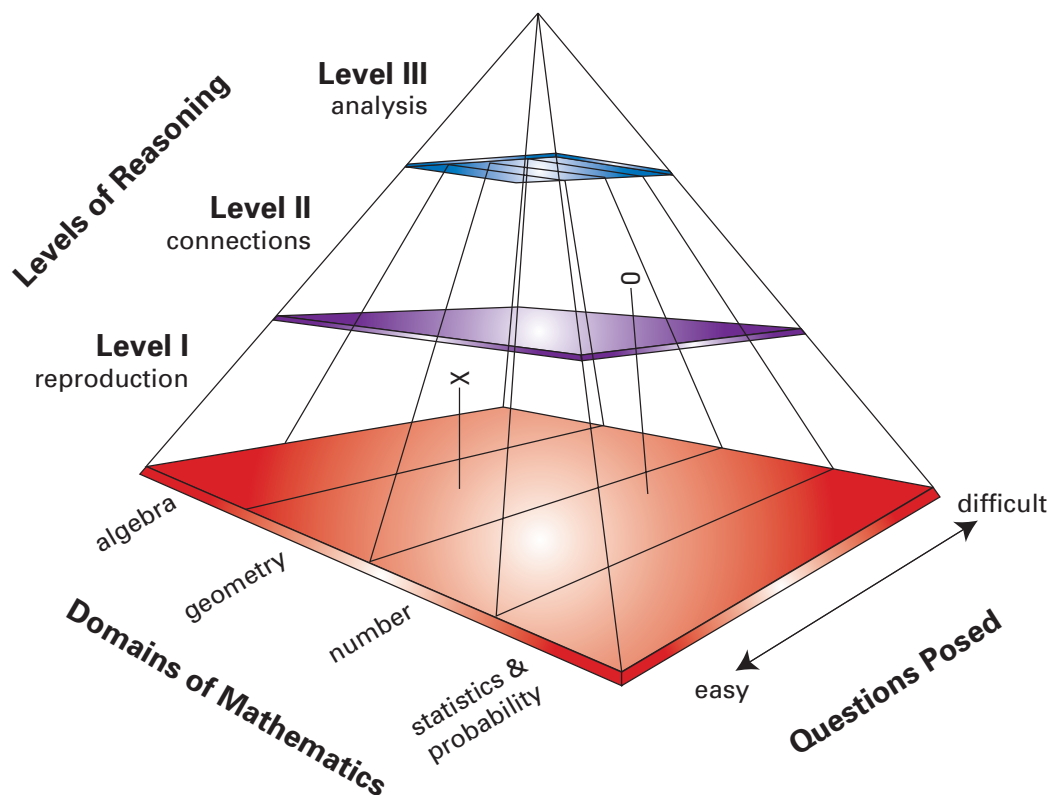 Level III
analysis
Levels of Reasoning
Level II
connections
O
Level I
reproduction
X
algebra
geometry
number
statistics &
probability
Domains of Mathematics
difficult
easy
Questions Posed